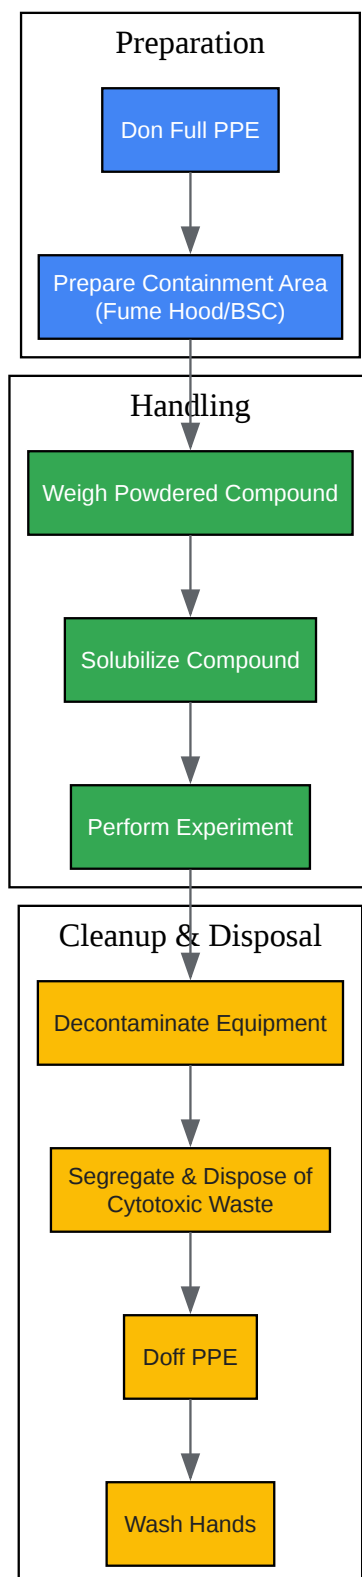 Preparation
Don Full PPE
Prepare Containment Area
(Fume Hood/BSC)
Handling
Weigh Powdered Compound
Solubilize Compound
Perform Experiment
Cleanup & Disposal
Decontaminate Equipment
Segregate & Dispose of
Cytotoxic Waste
Doff PPE
Wash Hands